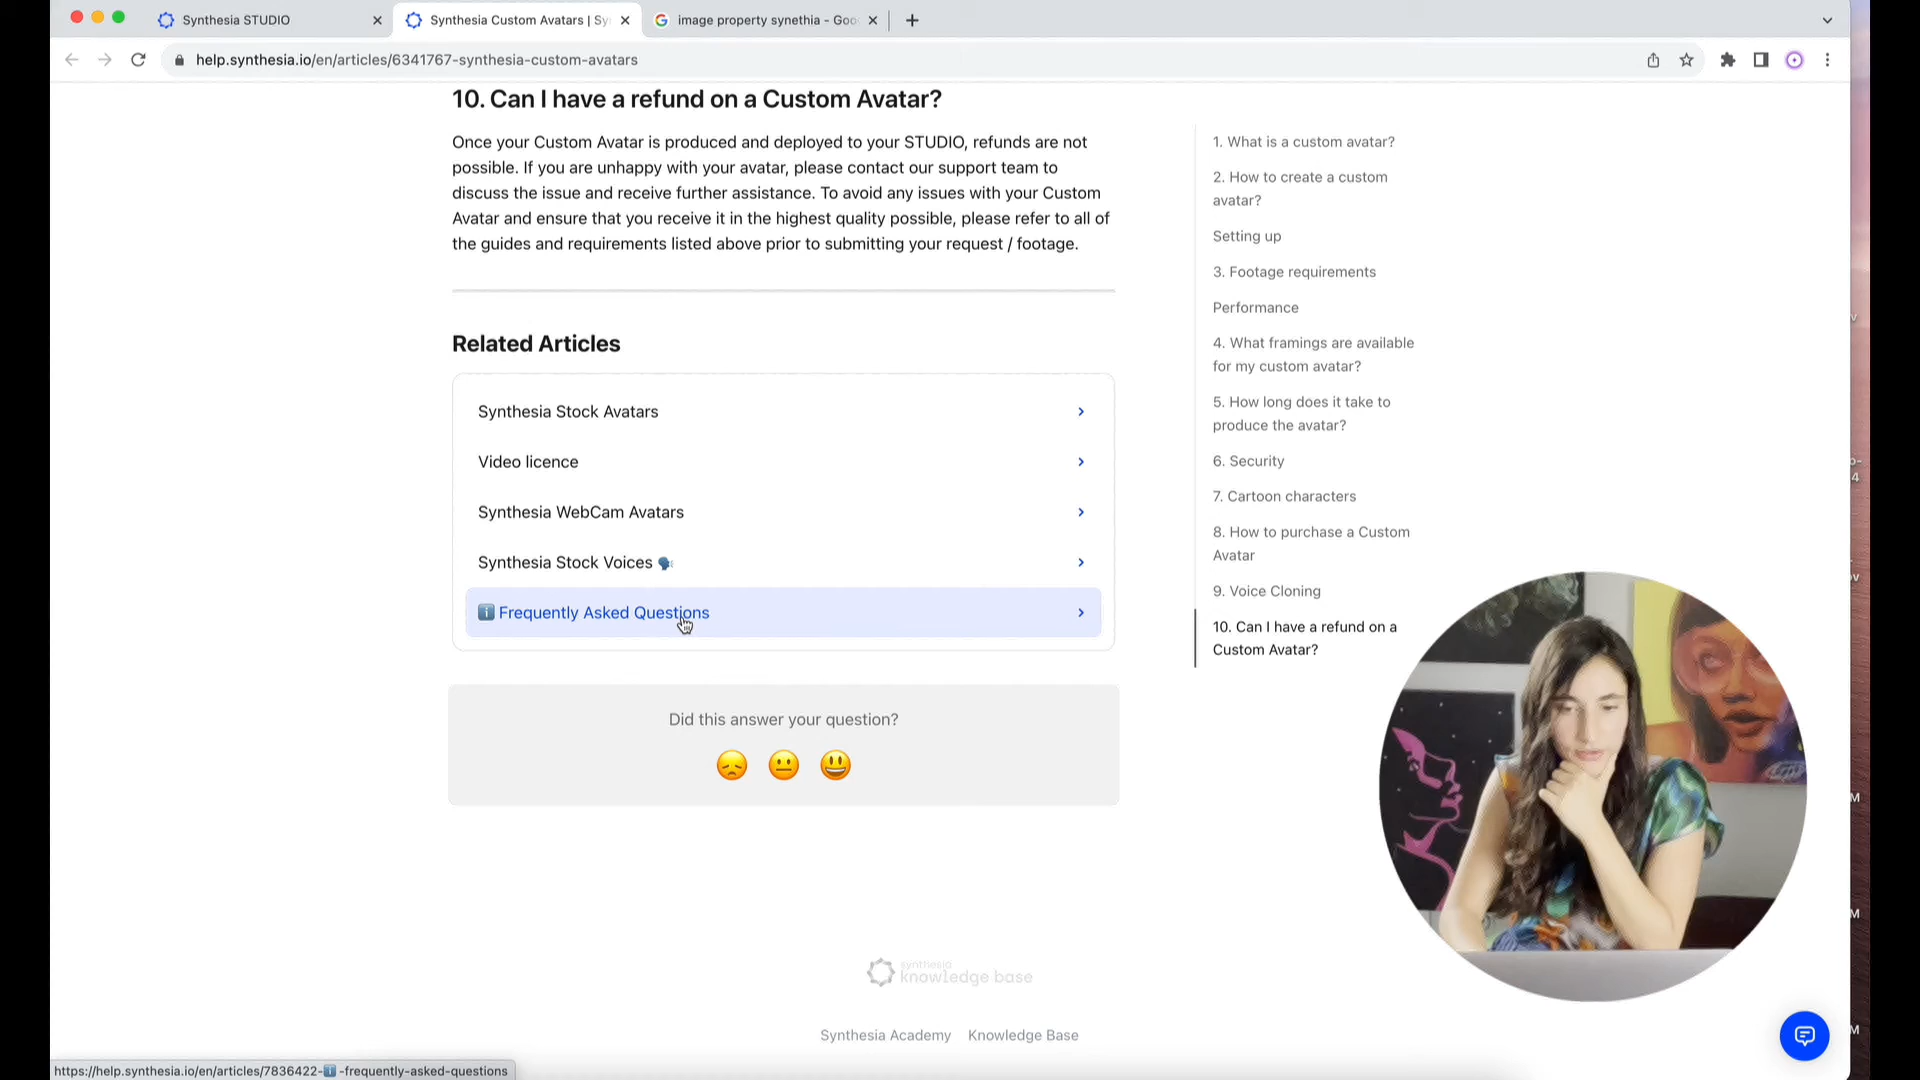 Synthesia STUDIO
Synthesia Custom Avatars | Sy
image property synethia - Goo
help.synthesia.io/en/articles/6341767-synthesia-custom-avatars
10. Can I have a refund on a Custom Avatar?
Once your Custom Avatar is produced and deployed to your STUDIO, refunds are not
possible. If you are unhappy with your avatar, please contact our support team to
discuss the issue and receive further assistance. To avoid any issues with your Custom
Avatar and ensure that you receive it in the highest quality possible, please refer to all of
the guides and requirements listed above prior to submitting your request / footage.
Related Articles
Synthesia Stock Avatars
Video licence
Synthesia WebCam Avatars
Synthesia Stock Voices 🗣️
ℹ️ Frequently Asked Questions
Did this answer your question?
1. What is a custom avatar?
2. How to create a custom
avatar?
Setting up
3. Footage requirements
Performance
4. What framings are available
for my custom avatar?
5. How long does it take to
produce the avatar?
6. Security
7. Cartoon characters
8. How to purchase a Custom
Avatar
9. Voice Cloning
10. Can I have a refund on a
Custom Avatar?
synthesia
knowledge base
Synthesia Academy Knowledge Base
https://help.synthesia.io/en/articles/7836422-ℹ️-frequently-asked-questions